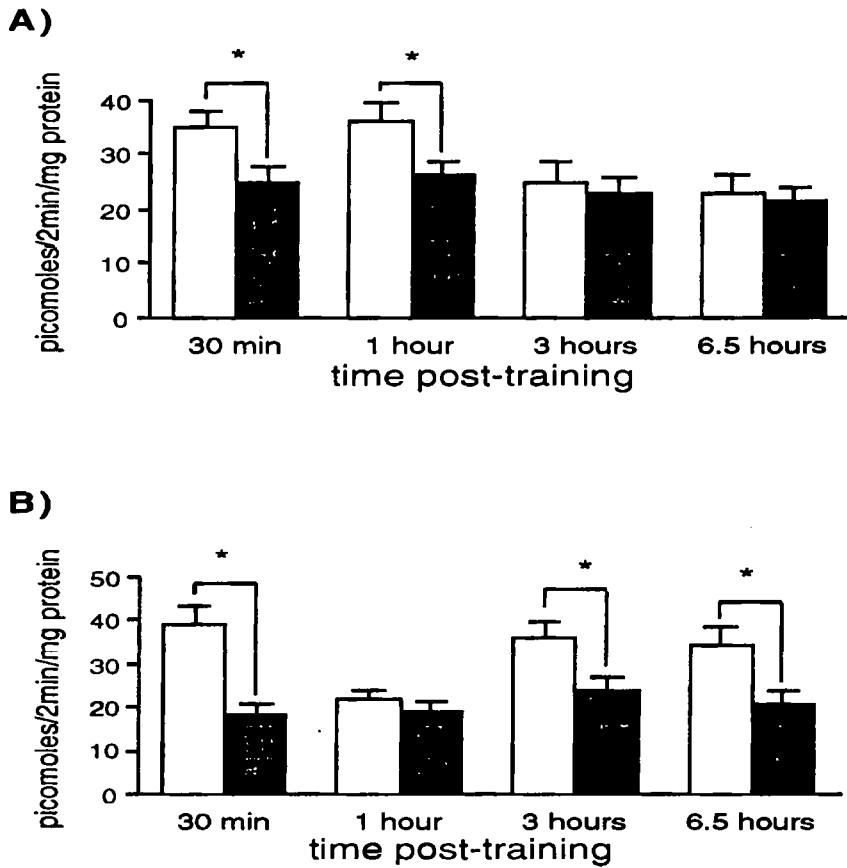 A)
* *
picomoles/2min/mg protein
40
30
20
10
0
30 min 1 hour 3 hours 6.5 hours
time post-training
B)
* * *
picomoles/2min/mg protein
50
40
30
20
10
0
30 min 1 hour 3 hours 6.5 hours
time post-training